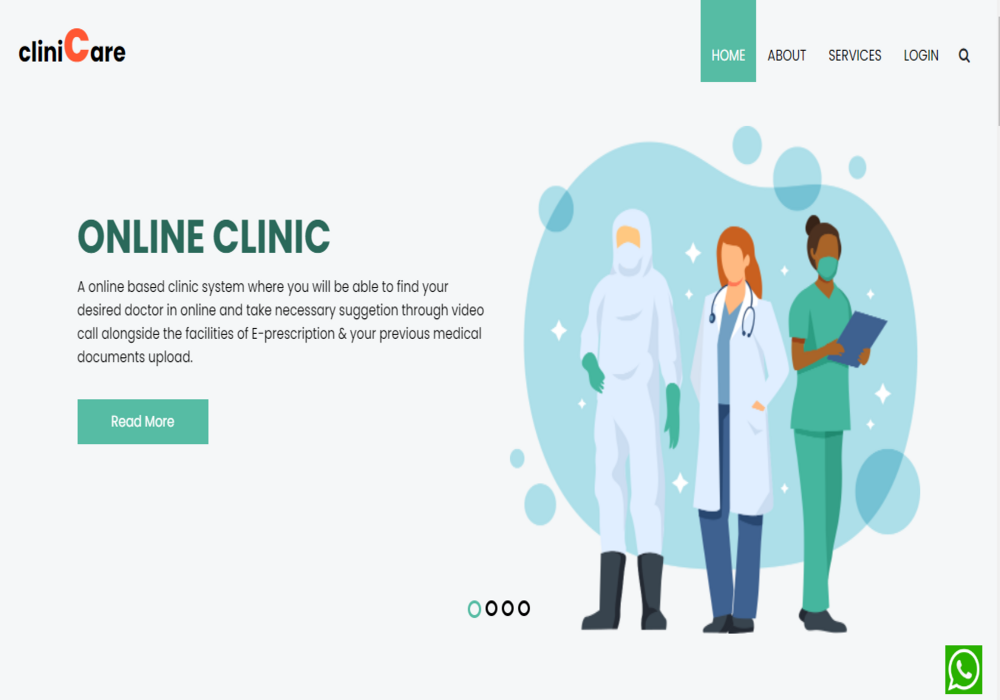 cliniCare
HOME ABOUT SERVICES LOGIN
ONLINE CLINIC
A online based clinic system where you will be able to find your
desired doctor in online and take necessary suggetion through video
call alongside the facilities of E-prescription & your previous medical
documents upload.
Read More